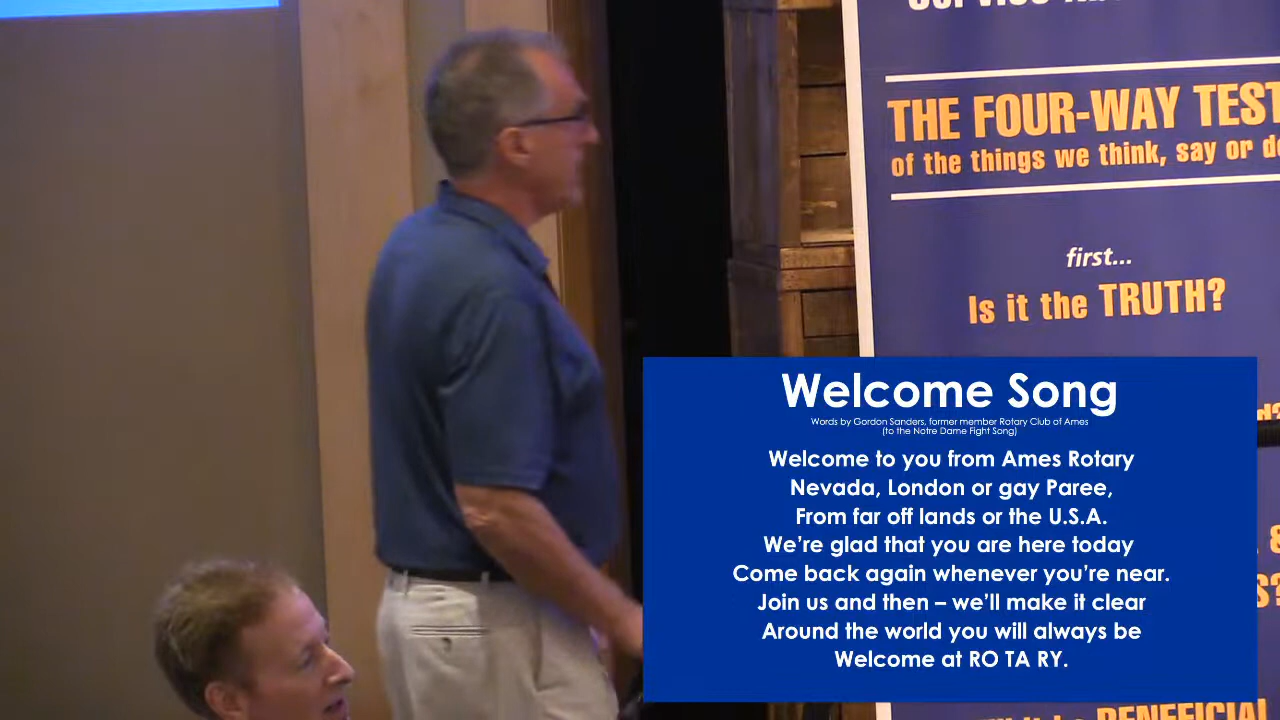 THE FOUR-WAY TEST
of the things we think, say or
first...
Is it the TRUTH?
Welcome Song
Words by Gordon Sanders, former member Rotary Club of Ames
(to the Notre Dame Fight Song)
Welcome to you from Ames Rotary
Nevada, London or gay Paree,
From far off lands or the U.S.A.
We're glad that you are here today
Come back again whenever you're near.
Join us and then – we'll make it clear
Around the world you will always be
Welcome at RO TA RY.
BENEFICIAL